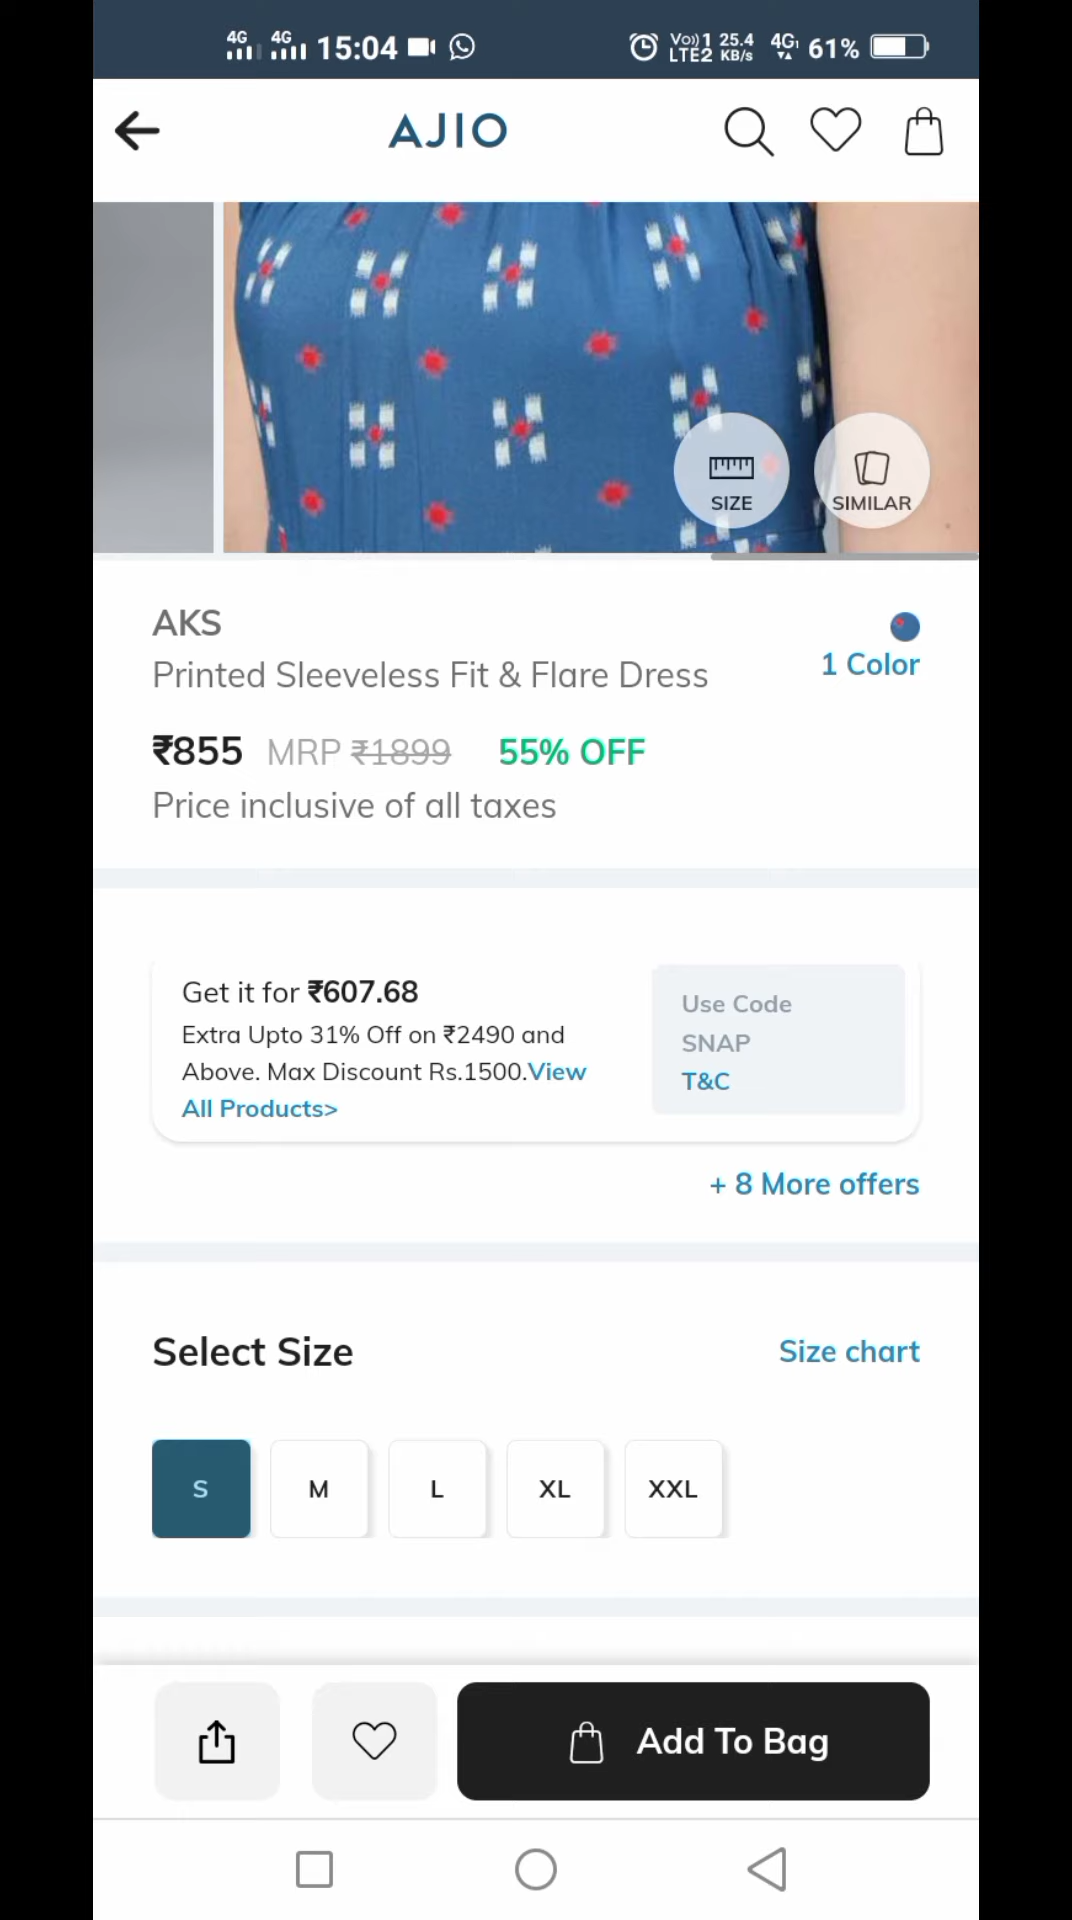 4G 4G 15:04 Vo)) 1 25.4 4G 61%
LTE2 KB/s
AJIO
SIZE SIMILAR
AKS
Printed Sleeveless Fit & Flare Dress 1 Color
₹855 MRP ₹1899 55% OFF
Price inclusive of all taxes
Get it for ₹607.68
Extra Upto 31% Off on ₹2490 and
Above. Max Discount Rs.1500.View
All Products>
Use Code
SNAP
T&C
+ 8 More offers
Select Size Size chart
S M L XL XXL
Add To Bag